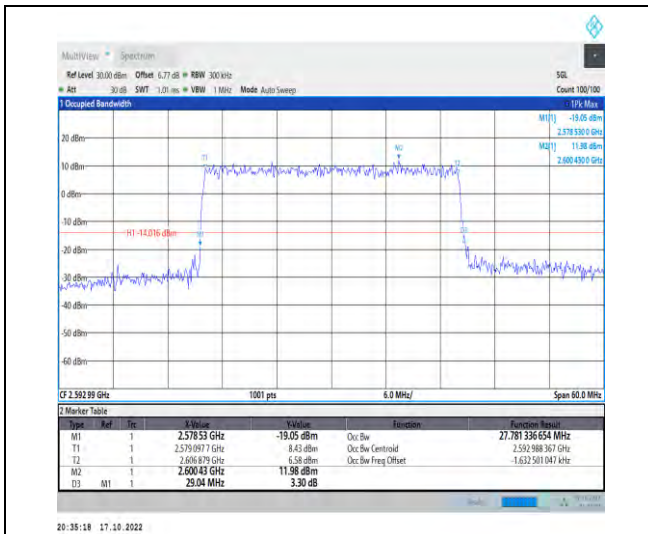 MultiView Spectrum
Ref Level 30.00 dBm Offset 6.77 dB RBW 300 kHz SGL
Att 30 dB SWT 1.01 ms VBW 1 MHz Mode Auto Sweep Count 100/100
1 Occupied Bandwidth 1Pk Max
M1[1] -19.05 dBm
2.578 530 0 GHz
M2[1] 11.98 dBm
2.600 430 0 GHz
20 dBm
M2
T1 T2
10 dBm
0 dBm
-10 dBm
H1 -14.016 dBm
M1 D3
-20 dBm
-30 dBm
-40 dBm
-50 dBm
-60 dBm
CF 2.592 99 GHz 1001 pts 6.0 MHz/ Span 60.0 MHz
2 Marker Table
Type Ref Trc X-Value Y-Value Function Function Result
M1 1 2.578 53 GHz -19.05 dBm Occ Bw 27.781 336 654 MHz
T1 1 2.579 097 7 GHz 8.43 dBm Occ Bw Centroid 2.592 988 367 GHz
T2 1 2.606 879 GHz 6.58 dBm Occ Bw Freq Offset -1.632 501 047 kHz
M2 1 2.600 43 GHz 11.98 dBm
D3 M1 1 29.04 MHz 3.30 dB
20:35:18 17.10.2022